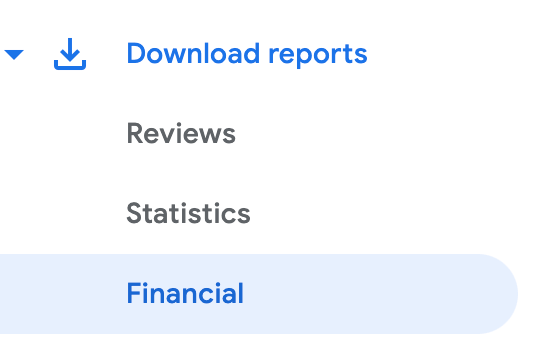 Download reports
Reviews
Statistics
Financial